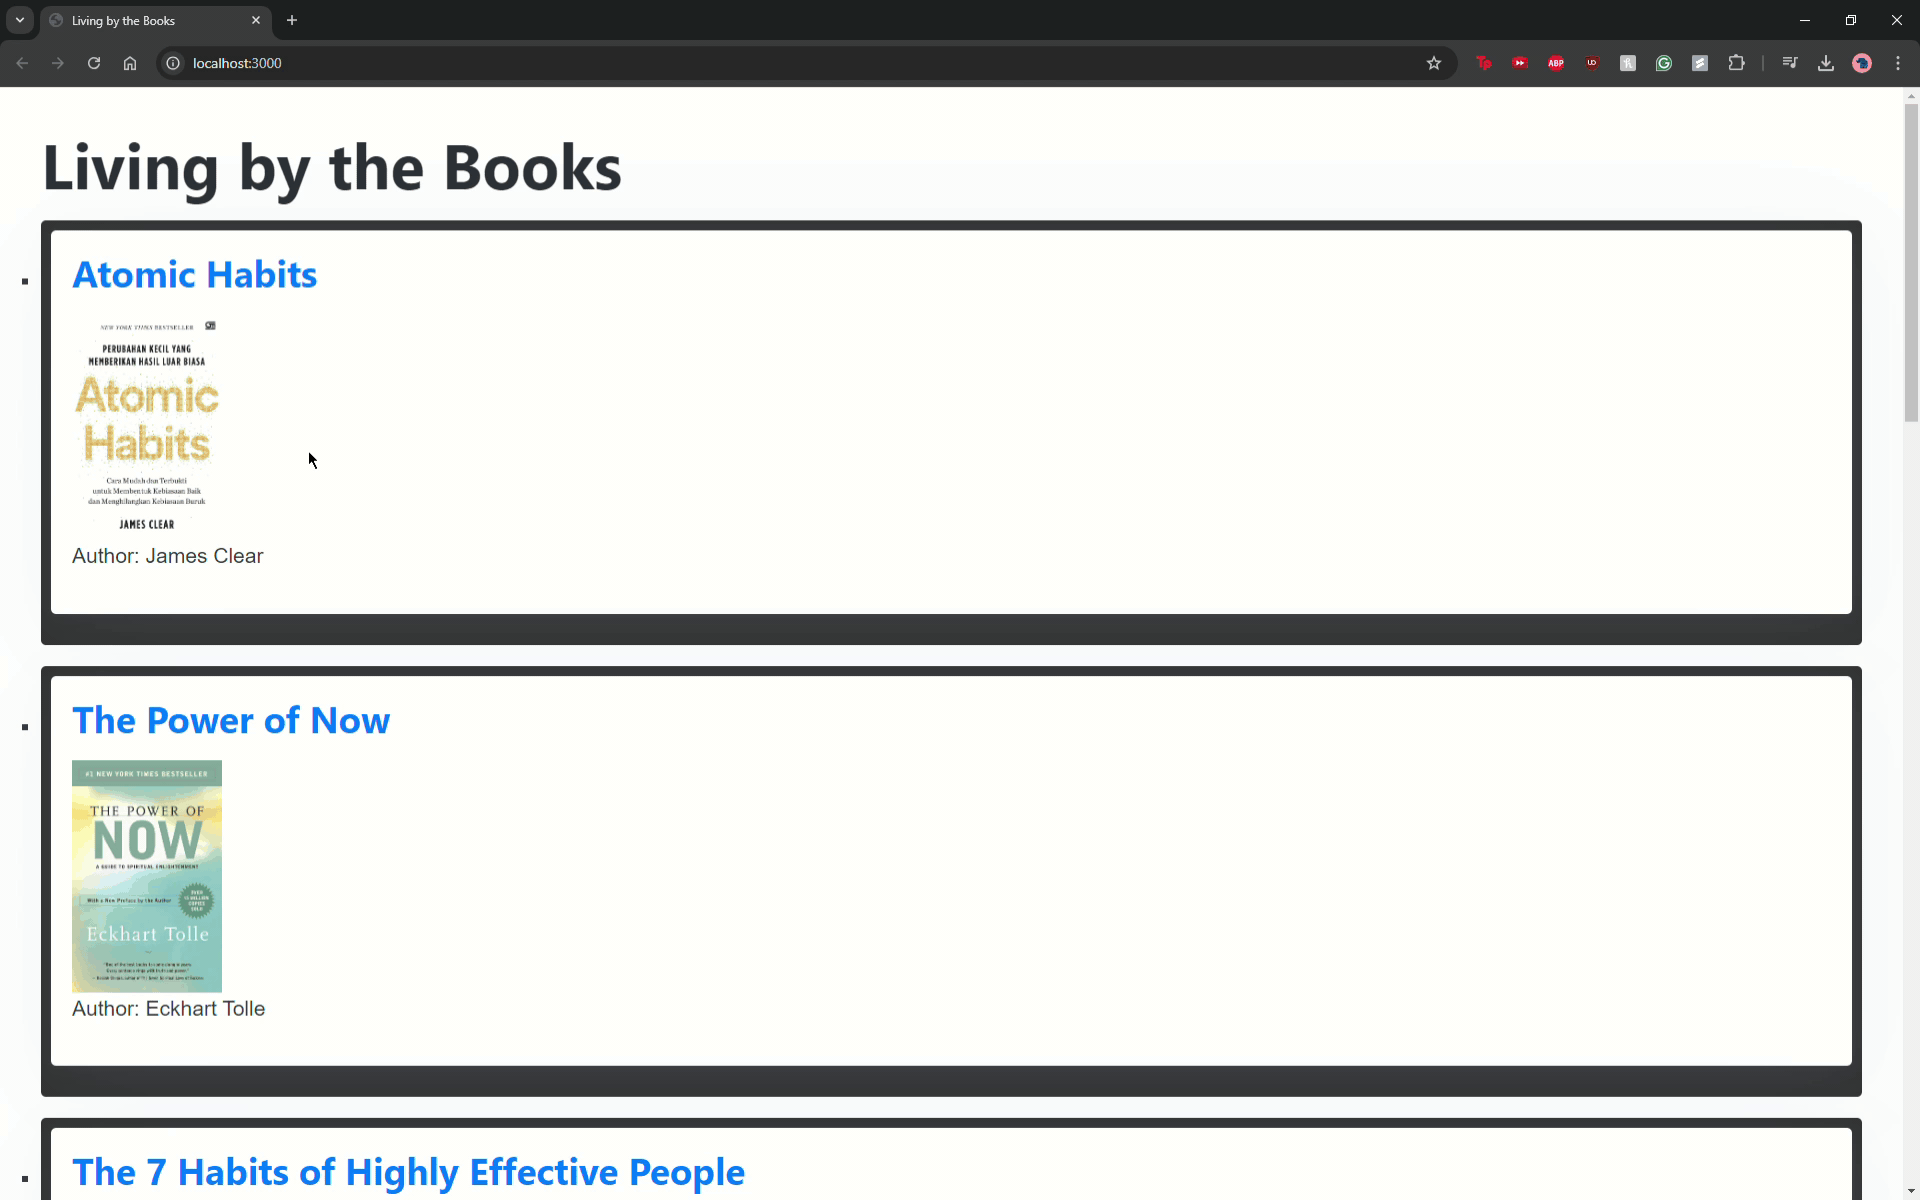 Living by the Books
localhost:3000
Living by the Books
Atomic Habits
NEW YORK TIMES BESTSELLER
PERUBAHAN KECIL YANG
MEMBERIKAN HASIL LUAR BIASA
Atomic
Habits
Cara Mudah dan Terbukti
untuk Membentuk Kebiasaan Baik
dan Menghilangkan Kebiasaan Buruk
JAMES CLEAR
Author: James Clear
The Power of Now
#1 NEW YORK TIMES BESTSELLER
THE POWER OF
NOW
A GUIDE TO SPIRITUAL ENLIGHTENMENT
With a New Preface by the Author
Eckhart Tolle
Author: Eckhart Tolle
The 7 Habits of Highly Effective People